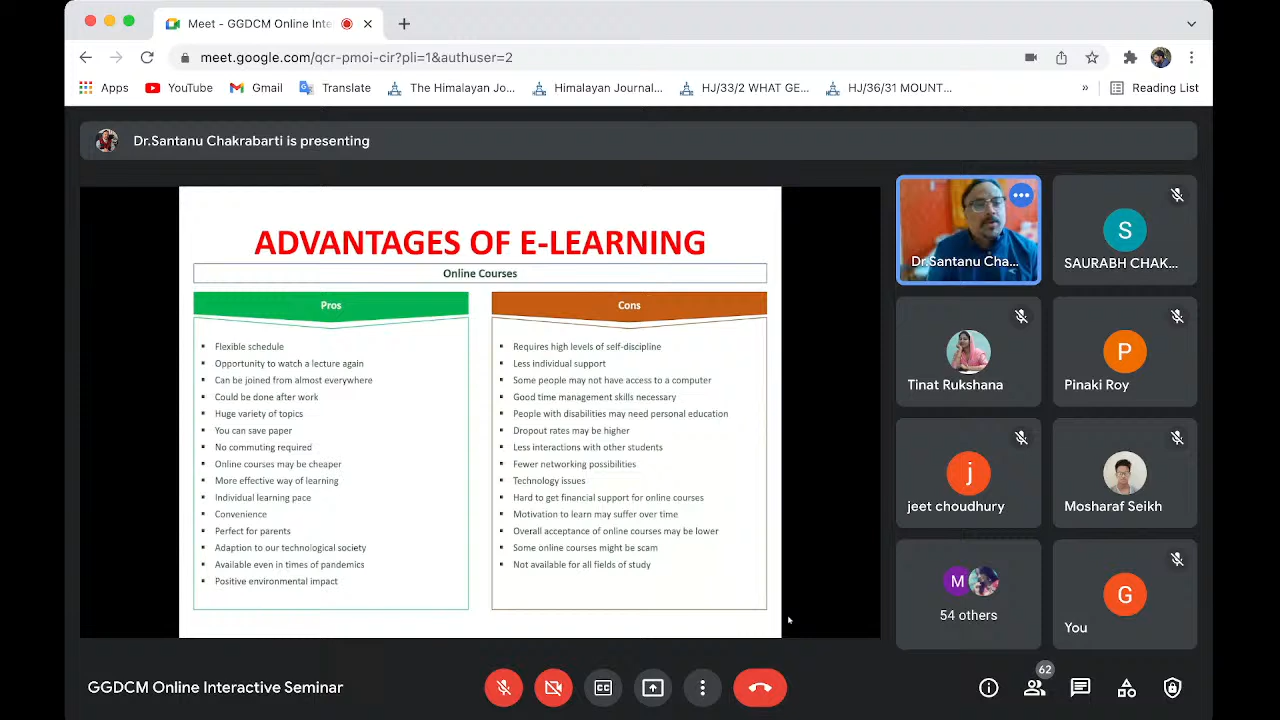 Meet - GGDCM Online Inte
meet.google.com/qcr-pmoi-cir?pli=1&authuser=2
Apps YouTube Gmail Translate The Himalayan Jo... Himalayan Journal... HJ/33/2 WHAT GE... HJ/36/31 MOUNT... » Reading List
Dr.Santanu Chakrabarti is presenting
ADVANTAGES OF E-LEARNING
Online Courses
Pros
Flexible schedule
Opportunity to watch a lecture again
Can be joined from almost everywhere
Could be done after work
Huge variety of topics
You can save paper
No commuting required
Online courses may be cheaper
More effective way of learning
Individual learning pace
Convenience
Perfect for parents
Adaption to our technological society
Available even in times of pandemics
Positive environmental impact
Cons
Requires high levels of self-discipline
Less individual support
Some people may not have access to a computer
Good time management skills necessary
People with disabilities may need personal education
Dropout rates may be higher
Less interactions with other students
Fewer networking possibilities
Technology issues
Hard to get financial support for online courses
Motivation to learn may suffer over time
Overall acceptance of online courses may be lower
Some online courses might be scam
Not available for all fields of study
Dr.Santanu Cha...
S
SAURABH CHAK...
Tinat Rukshana
P
Pinaki Roy
j
jeet choudhury
Mosharaf Seikh
M
54 others
G
You
GGDCM Online Interactive Seminar
CC
62